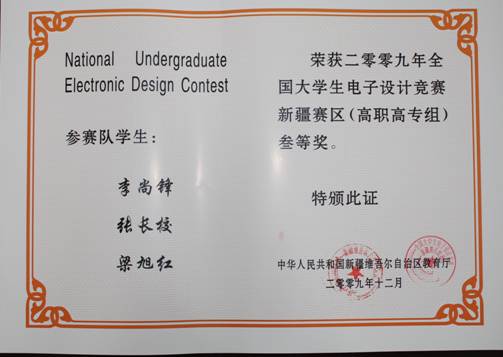 National Undergraduate
Electronic Design Contest
参赛队学生：
李尚锋
张长校
梁旭红
荣获二零零九年全
国大学生电子设计竞赛
新疆赛区（高职高专组）
叁等奖。
特颁此证
中华人民共和国新疆维吾尔自治区教育厅
二零零九年十二月